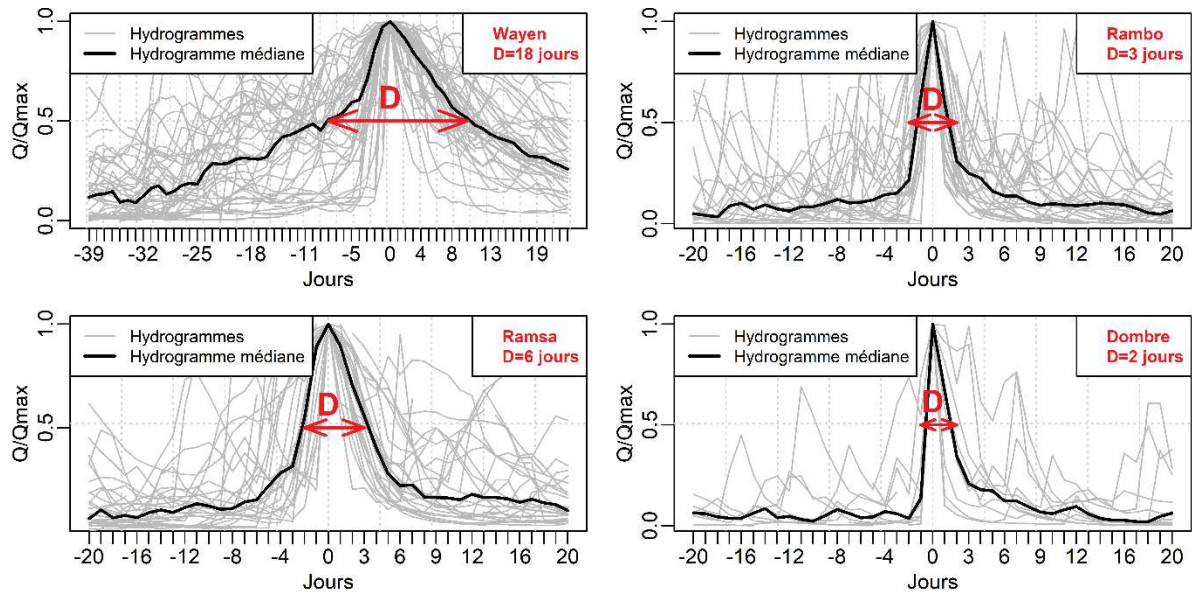 Hydrogrammes
Hydrogramme médiane
Wayen
D=18 jours
D
Q/Qmax
1.0
0.5
0.0
-39 -32 -25 -18 -11 -5 0 4 8 13 19
Jours
Hydrogrammes
Hydrogramme médiane
Rambo
D=3 jours
D
Q/Qmax
1.0
0.5
0.0
-20 -16 -12 -8 -4 0 3 6 9 12 16 20
Jours
Hydrogrammes
Hydrogramme médiane
Ramsa
D=6 jours
D
Q/Qmax
1.0
0.5
-20 -16 -12 -8 -4 0 3 6 9 12 16 20
Jours
Hydrogrammes
Hydrogramme médiane
Dombre
D=2 jours
D
Q/Qmax
1.0
0.5
0.0
-20 -16 -12 -8 -4 0 3 6 9 12 16 20
Jours